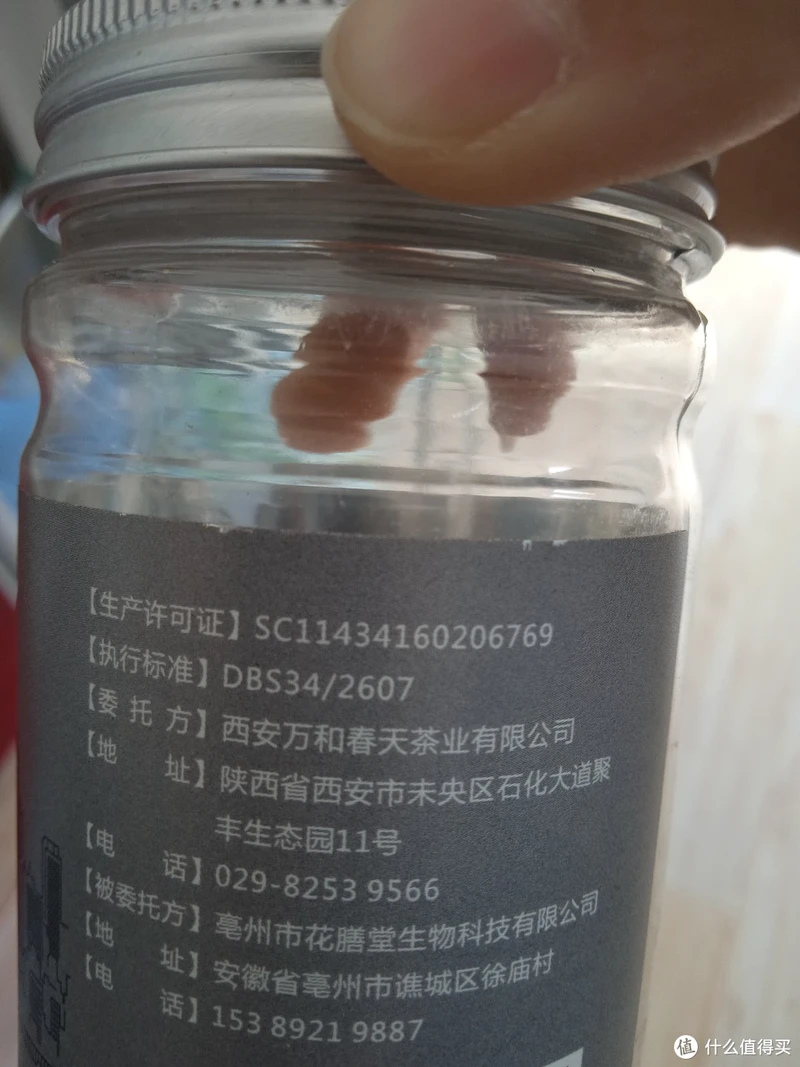 【生产许可证】SC11434160206769
【执行标准】DBS34/2607
【委托方】西安万和春天茶业有限公司
【地址】陕西省西安市未央区石化大道聚
丰生态园11号
【电话】029-8253 9566
【被委托方】亳州市花膳堂生物科技有限公司
【地址】安徽省亳州市谯城区徐庙村
【电话】153 8921 9887
值 什么值得买